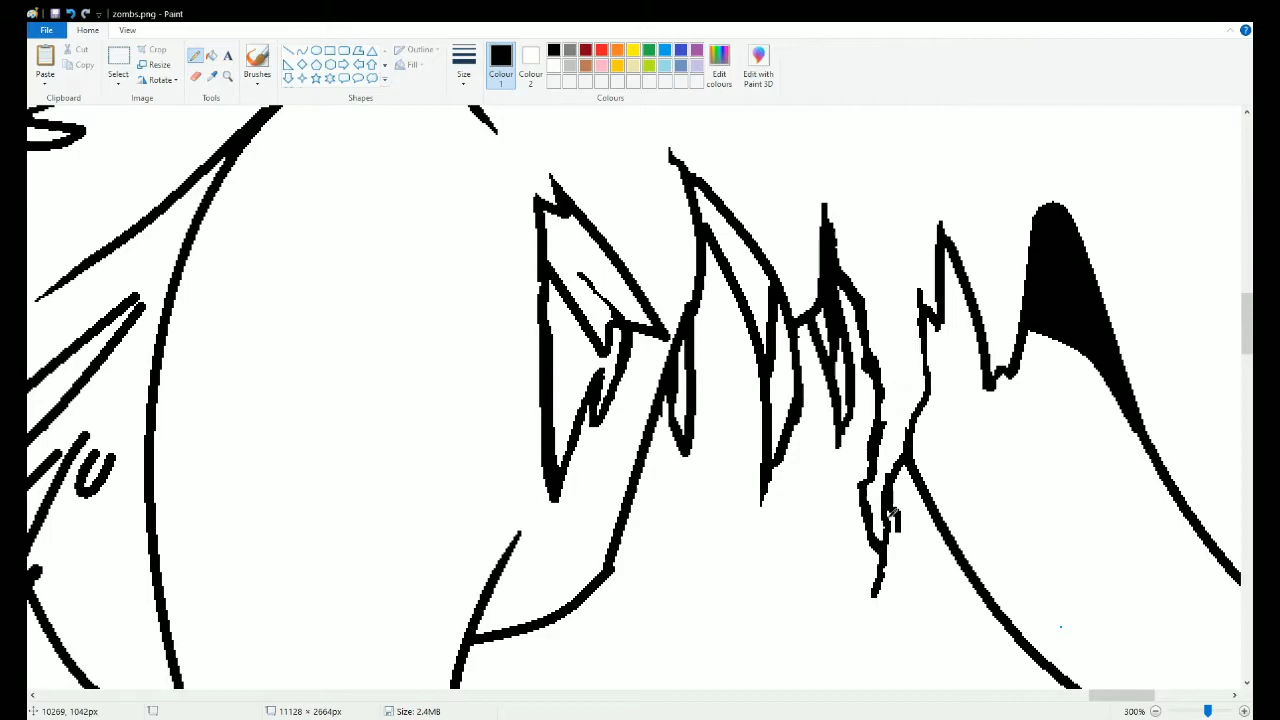 zombs.png - Paint
File Home View
Paste Cut Copy Select Crop Resize Rotate A Brushes Outline Fill Size Colour 1 Colour 2 Edit colours Edit with Paint 3D
Clipboard Image Tools Shapes Colours
10269, 1042px 11128 × 2664px Size: 2.4MB 300%